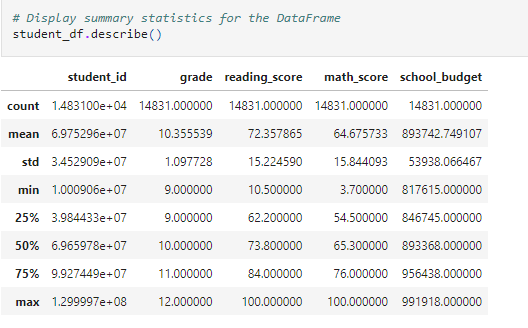 # Display summary statistics for the DataFrame
student_df.describe()
student_id grade reading_score math_score school_budget
count 1.483100e+04 14831.000000 14831.000000 14831.000000 14831.000000
mean 6.975296e+07 10.355539 72.357865 64.675733 893742.749107
std 3.452909e+07 1.097728 15.224590 15.844093 53938.066467
min 1.000906e+07 9.000000 10.500000 3.700000 817615.000000
25% 3.984433e+07 9.000000 62.200000 54.500000 846745.000000
50% 6.965978e+07 10.000000 73.800000 65.300000 893368.000000
75% 9.927449e+07 11.000000 84.000000 76.000000 956438.000000
max 1.299997e+08 12.000000 100.000000 100.000000 991918.000000